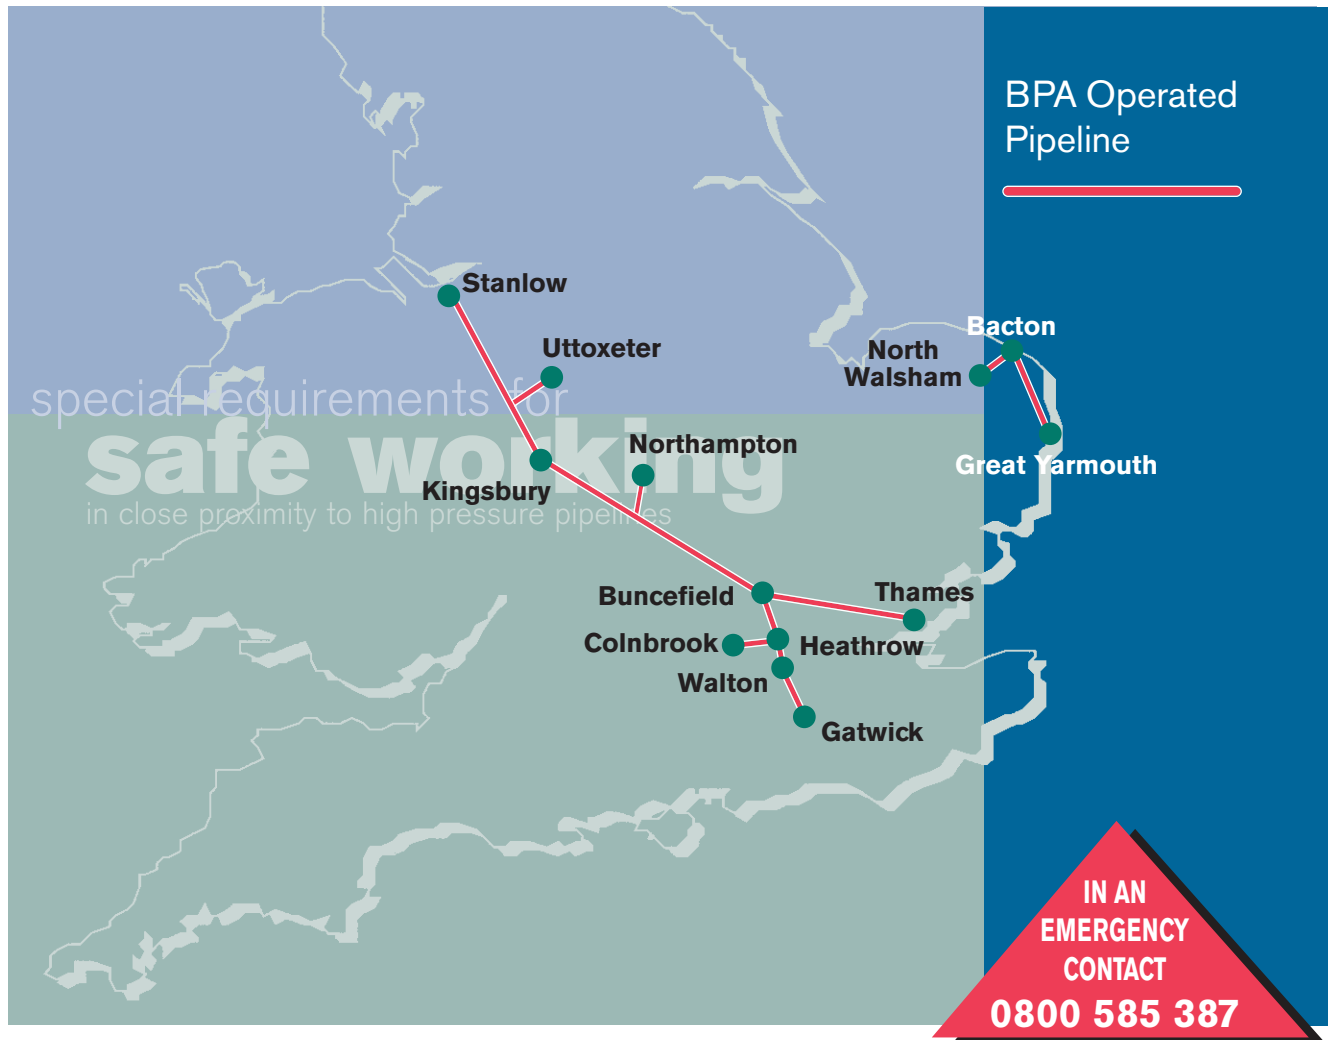 BPA Operated
Pipeline
Stanlow
Bacton
Uttoxeter
North
Walsham
special requirements for
safe working
Northampton
Great Yarmouth
Kingsbury
in close proximity to high pressure pipelines
Buncefield
Thames
Colnbrook
Heathrow
Walton
Gatwick
IN AN
EMERGENCY
CONTACT
0800 585 387